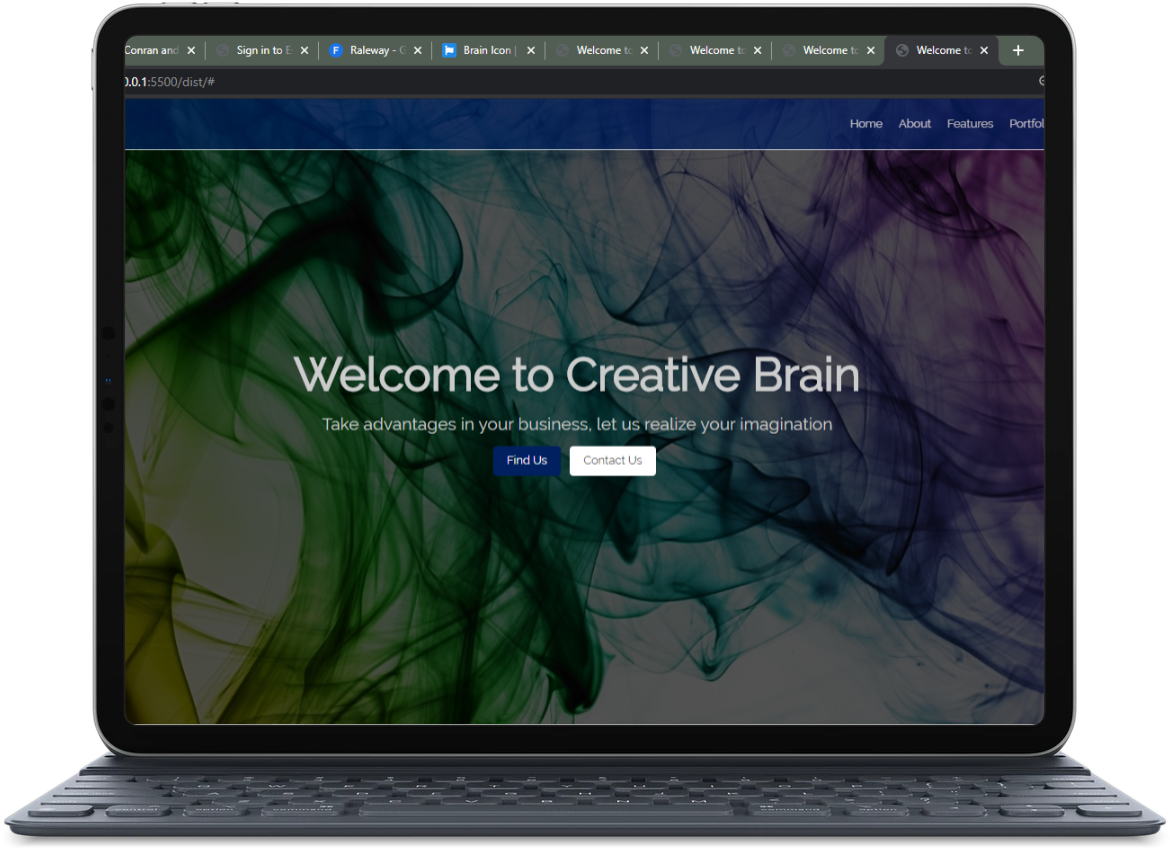 Conran and
Sign in to E
Raleway - G
Brain Icon |
Welcome to
Welcome to
Welcome to
Welcome to
0.0.1:5500/dist/#
Home About Features Portfol
Welcome to Creative Brain
Take advantages in your business, let us realize your imagination
Find Us Contact Us